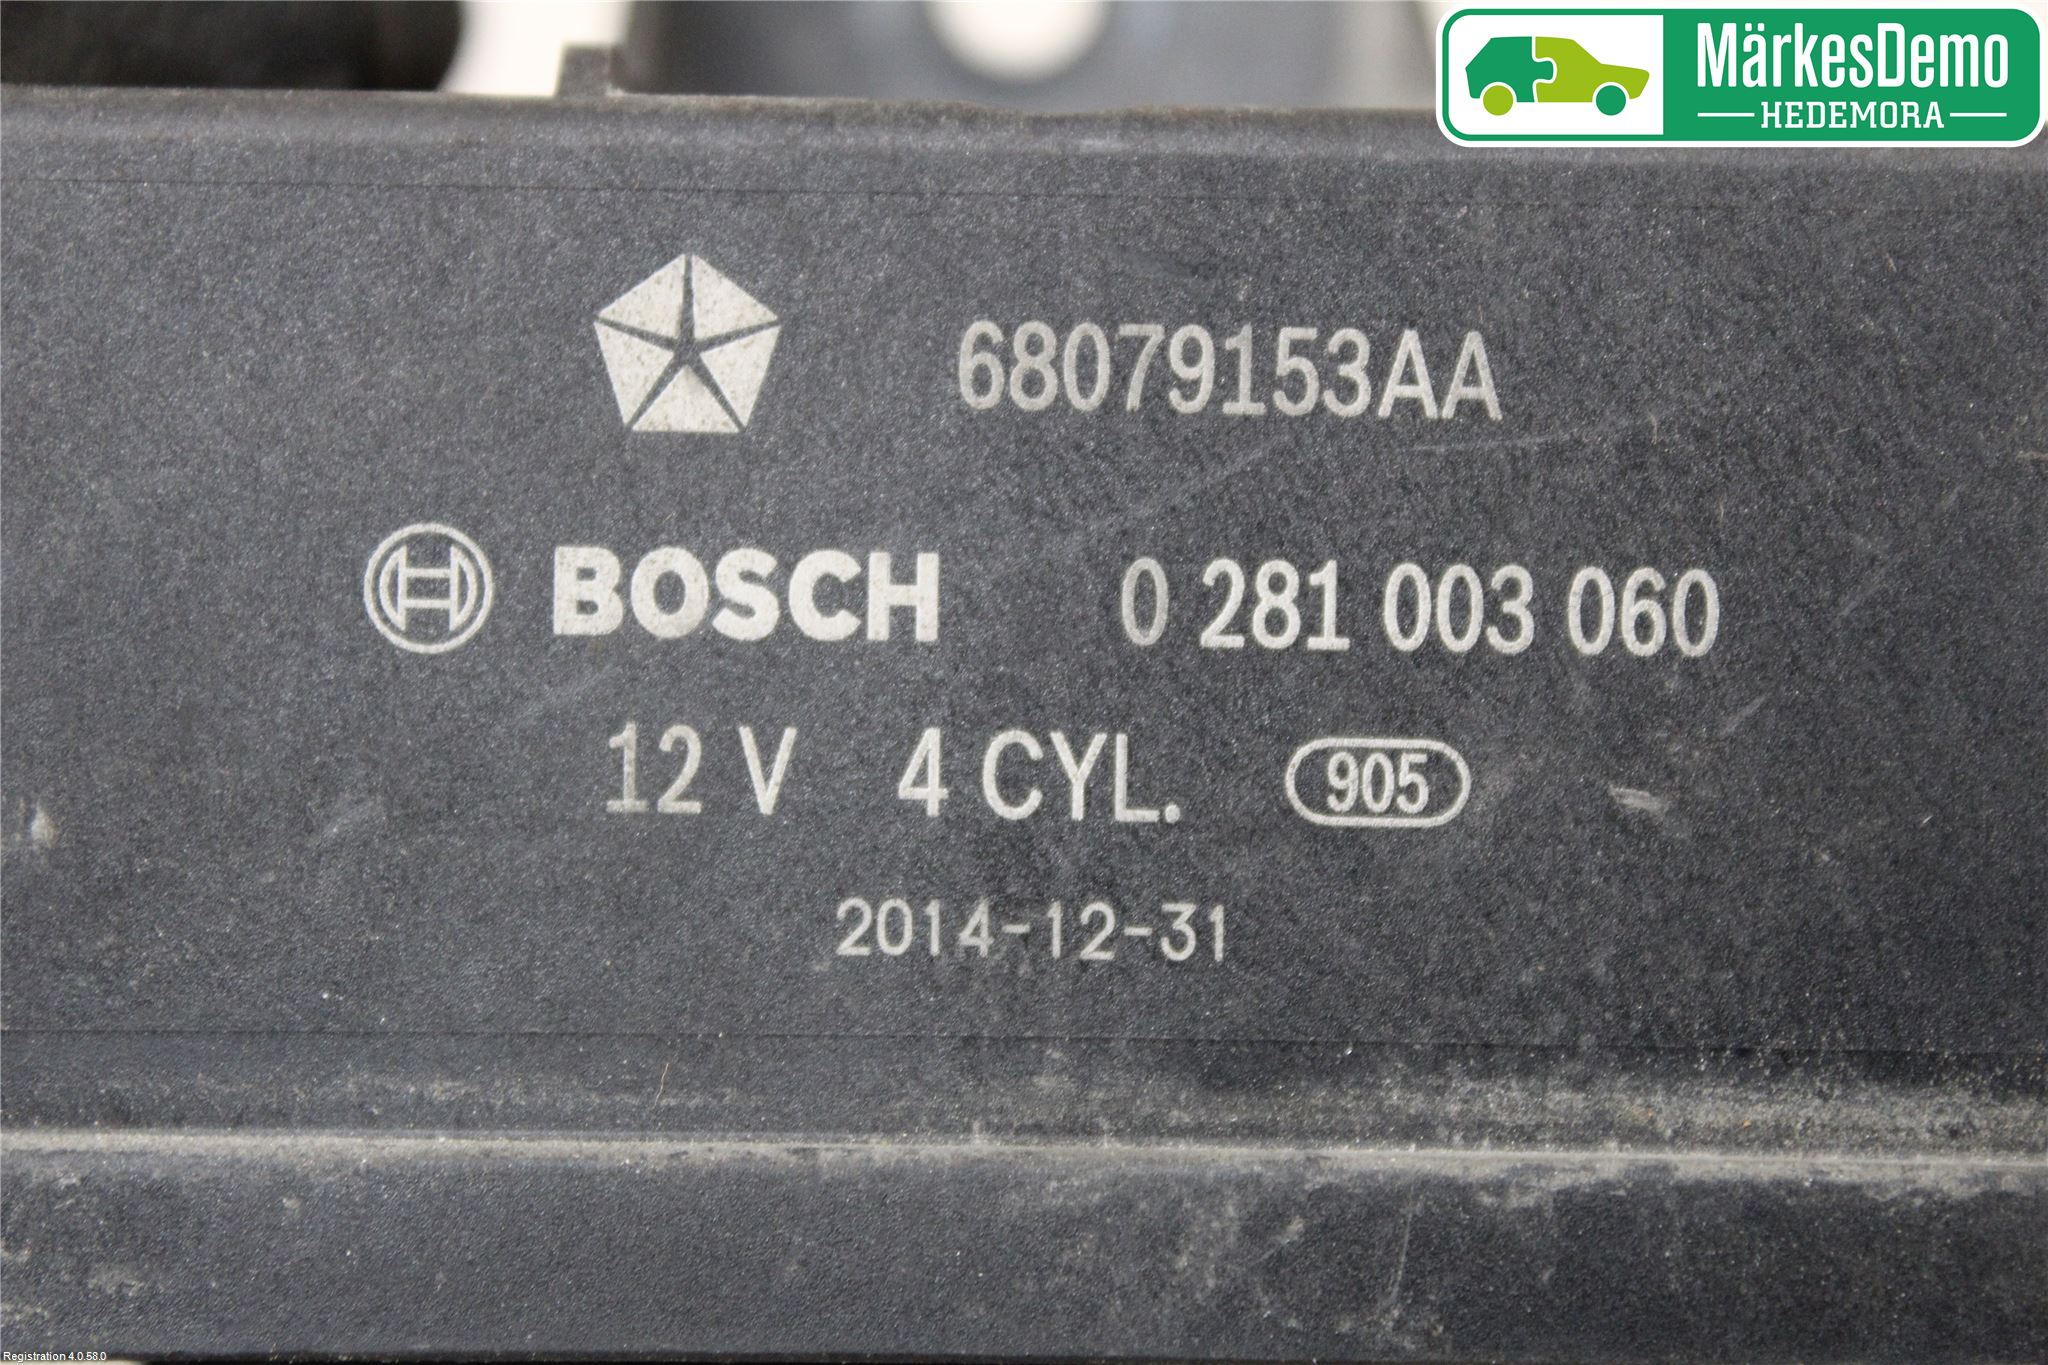 MärkesDemo
HEDEMORA
68079153AA
BOSCH 0 281 003 060
12 V 4 CYL. 905
2014-12-31
Registration 4.0.58.0